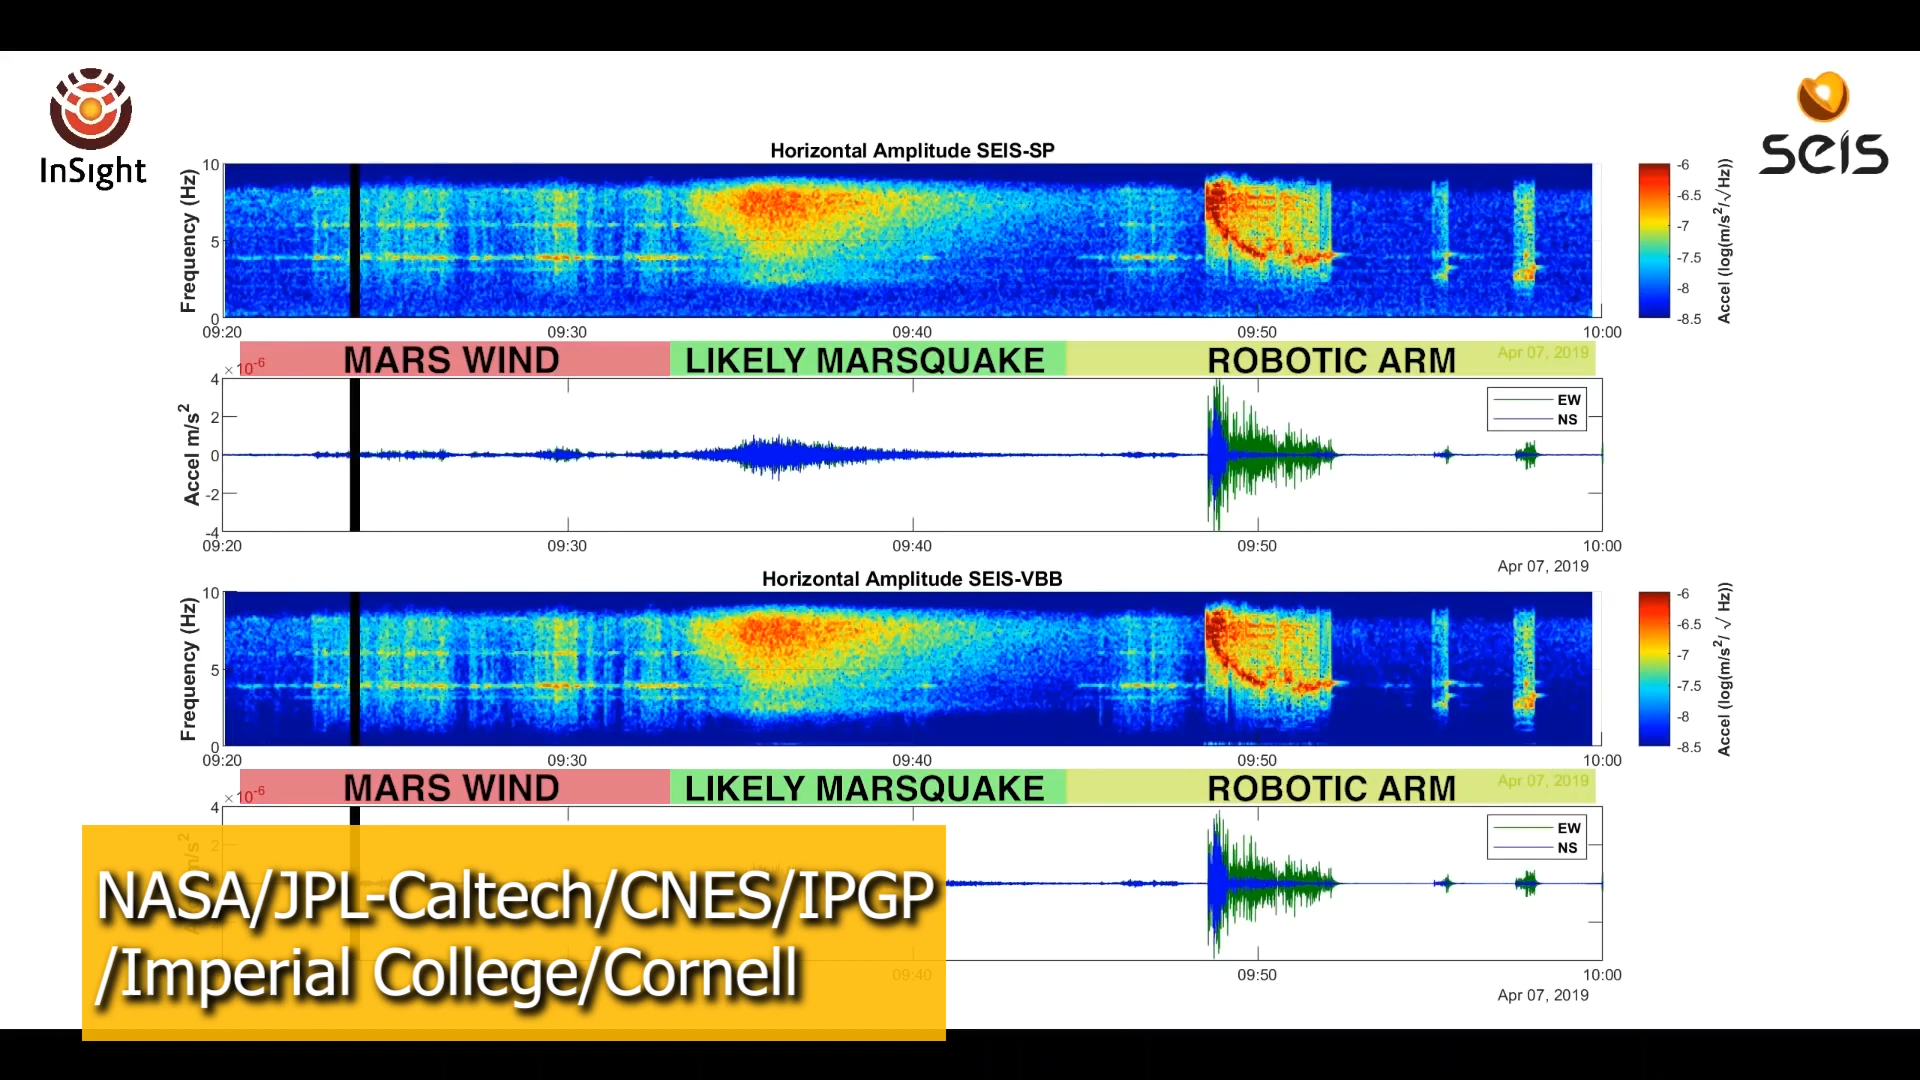 InSight
SEIS
Horizontal Amplitude SEIS-SP
Frequency (Hz)
10
5
0
09:20 09:30 09:40 09:50 10:00
Apr 07, 2019
-6
-6.5
-7
-7.5
-8
-8.5
Accel (log(m/s²/√Hz))
MARS WIND LIKELY MARSQUAKE ROBOTIC ARM
×10⁻⁶
Accel m/s²
4
2
0
-2
-4
EW
NS
09:20 09:30 09:40 09:50 10:00
Apr 07, 2019
Horizontal Amplitude SEIS-VBB
Frequency (Hz)
10
5
0
09:20 09:30 09:40 09:50 10:00
Apr 07, 2019
-6
-6.5
-7
-7.5
-8
-8.5
Accel (log(m/s²/ √ Hz))
MARS WIND LIKELY MARSQUAKE ROBOTIC ARM
×10⁻⁶
4
2
m/s²
EW
NS
NASA/JPL-Caltech/CNES/IPGP
/Imperial College/Cornell
09:40 09:50 10:00
Apr 07, 2019